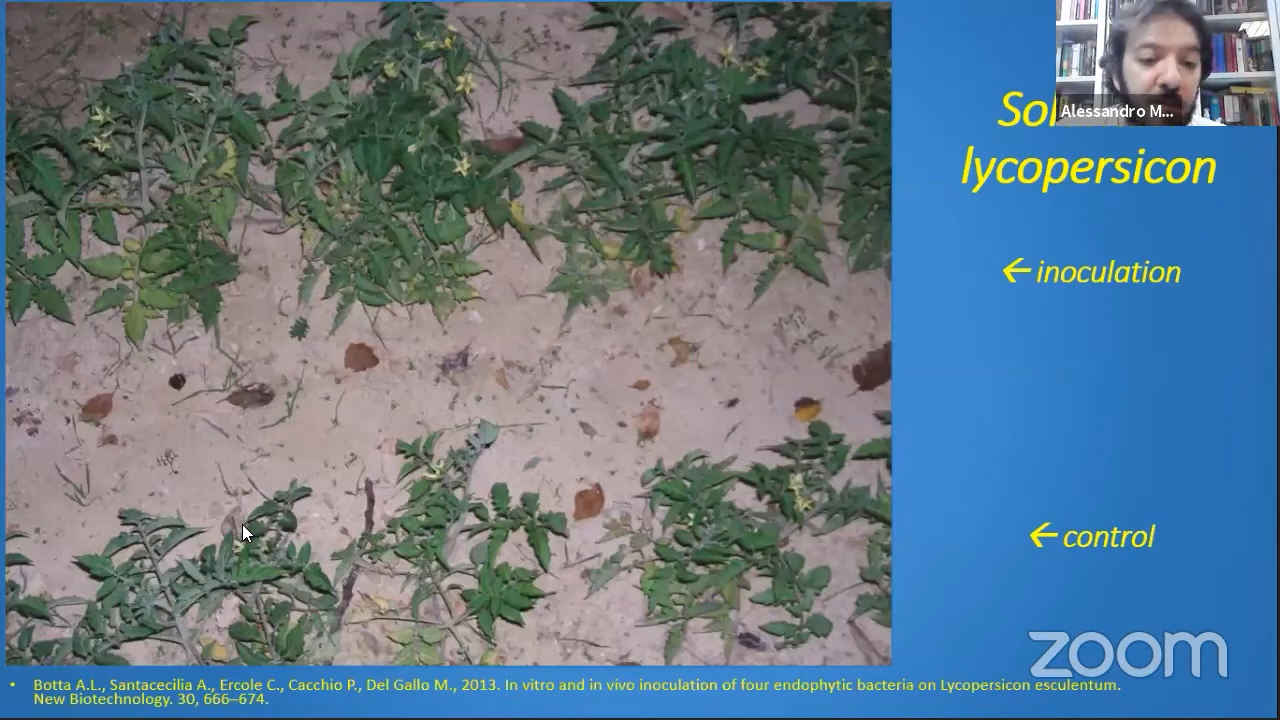 Alessandro M...
lycopersicon
← inoculation
← control
zoom
• Botta A.L., Santacecilia A., Ercole C., Cacchio P., Del Gallo M., 2013. In vitro and in vivo inoculation of four endophytic bacteria on Lycopersicon esculentum.
New Biotechnology. 30, 666–674.